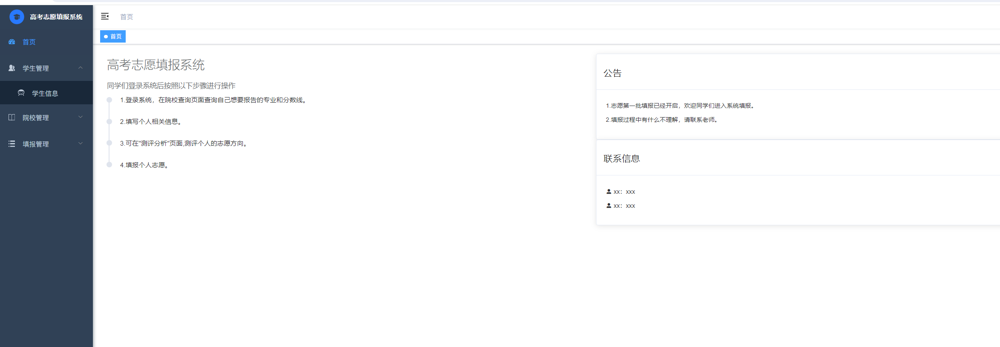 高考志愿填报系统
首页
学生管理
学生信息
院校管理
填报管理
首页
首页
高考志愿填报系统
同学们登录系统后按照以下步骤进行操作
1.登录系统，在院校查询页面查询自己想要报告的专业和分数线。
2.填写个人相关信息。
3.可在"测评分析"页面,测评个人的志愿方向。
4.填报个人志愿。
公告
1.志愿第一批填报已经开启，欢迎同学们进入系统填报。
2.填报过程中有什么不理解，请联系老师。
联系信息
xx：xxx
xx：xxx